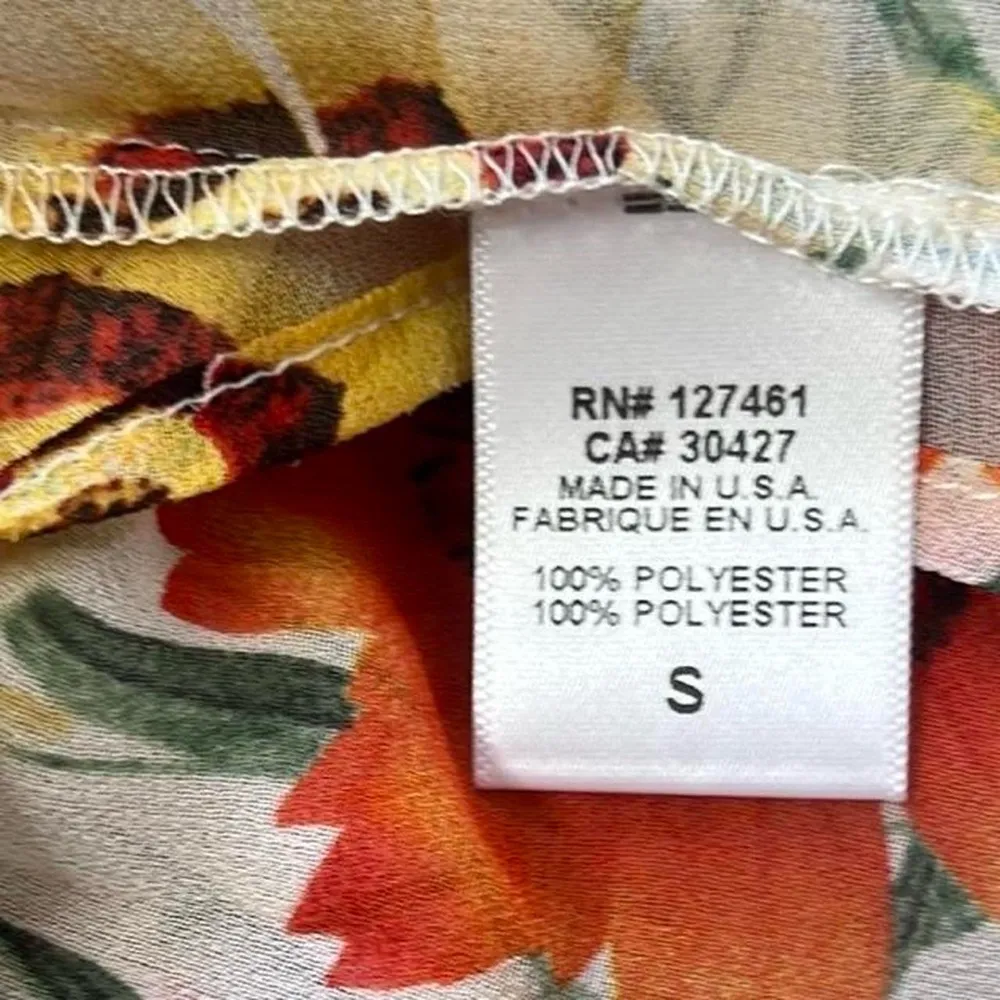 RN# 127461
CA# 30427
MADE IN U.S.A.
FABRIQUE EN U.S.A.
100% POLYESTER
100% POLYESTER
S